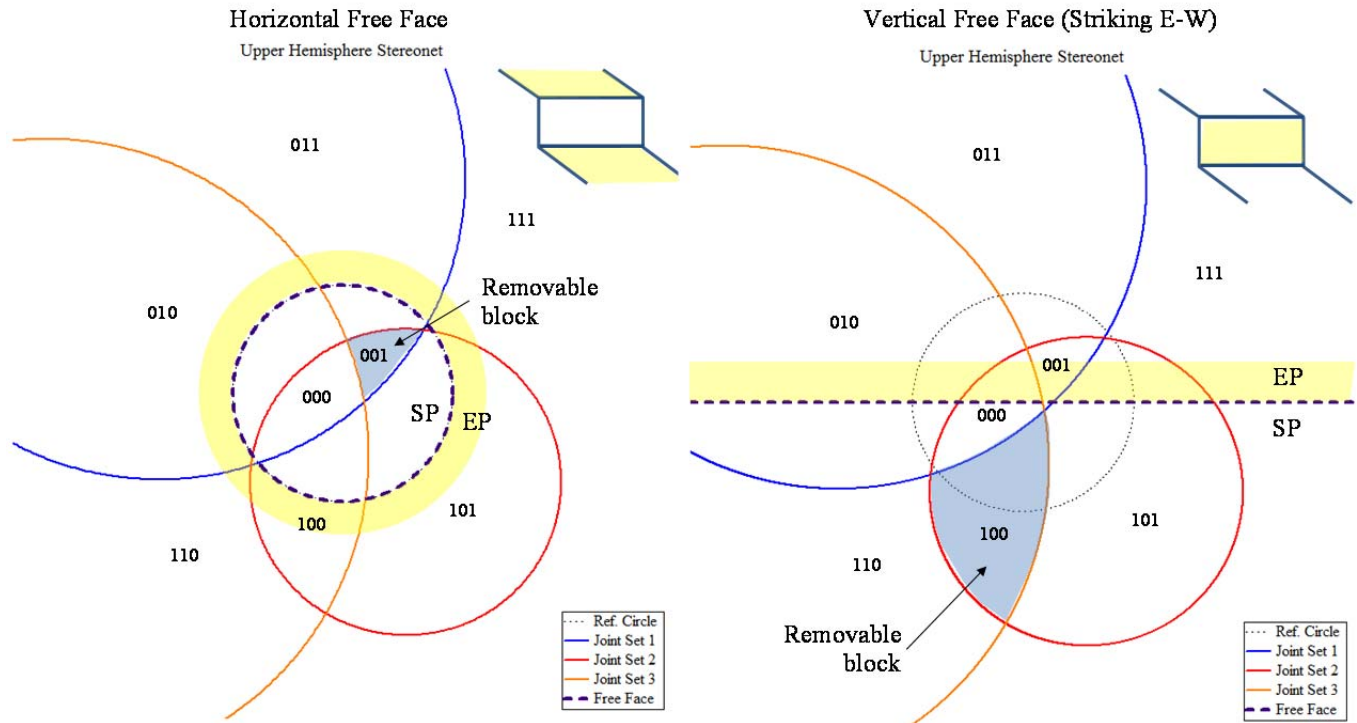 Horizontal Free Face
Upper Hemisphere Stereonet
011
111
Removable
block
010
001
000
SP
EP
101
100
110
Ref. Circle
Joint Set 1
Joint Set 2
Joint Set 3
Free Face
Vertical Free Face (Striking E-W)
Upper Hemisphere Stereonet
011
111
010
001
EP
000
SP
101
100
110
Removable
block
Ref. Circle
Joint Set 1
Joint Set 2
Joint Set 3
Free Face